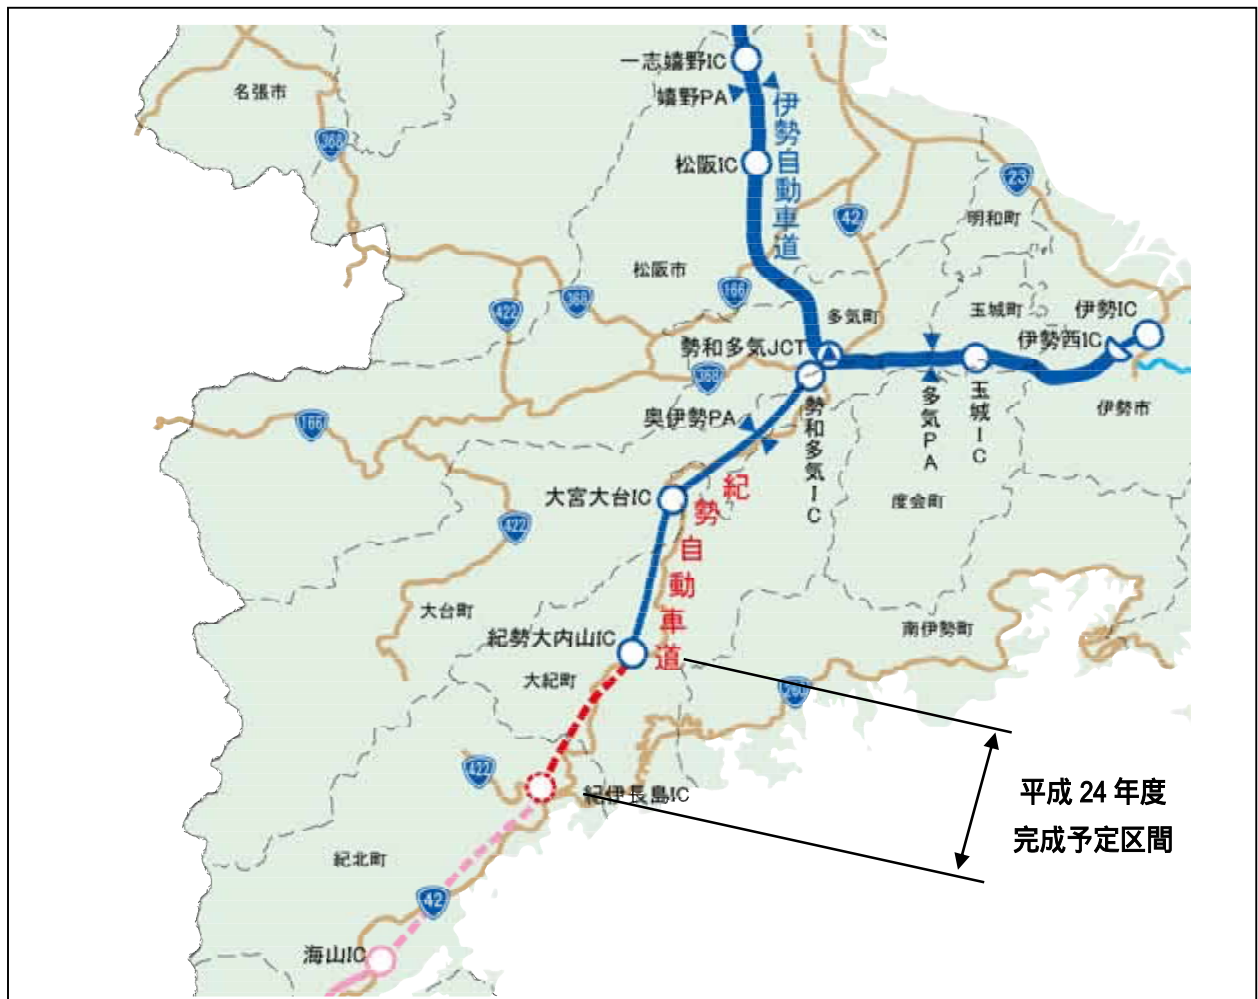 一志嬉野IC
名張市
嬉野PA
伊勢自動車道
368
松阪IC
23
明和町
42
松阪市
166
368
422
多気町
玉城町
伊勢IC
伊勢西IC
勢和多気JCT
368
多気PA
玉城IC
伊勢市
勢和多気IC
奥伊勢PA
166
紀勢自動車道
大宮大台IC
度会町
422
大台町
紀勢大内山IC
南伊勢町
大紀町
260
422
紀伊長島IC
平成24年度
完成予定区間
紀北町
42
海山IC